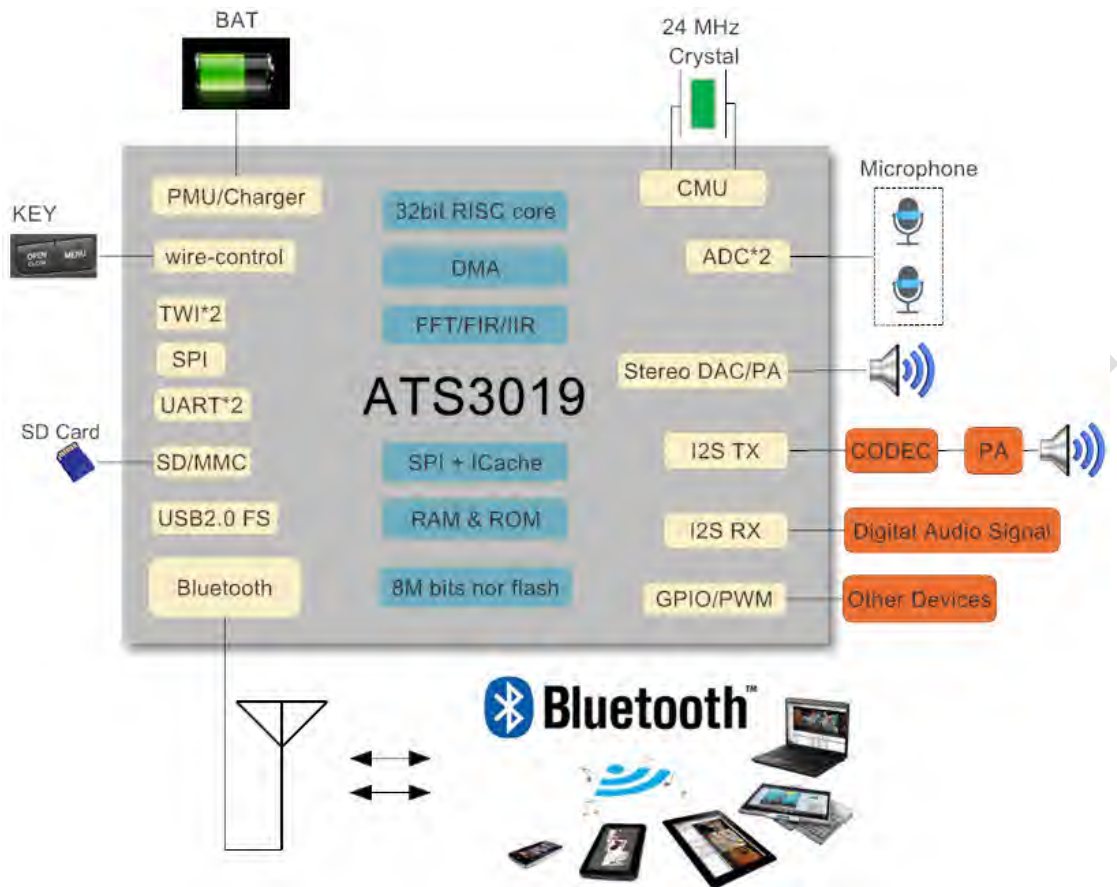 BAT
24 MHz
Crystal
Microphone
PMU/Charger
CMU
32bil RISC core
KEY
OPEN
CLOSE
MENU
wire-control
DMA
ADC*2
TWI*2
FFT/FIR/IIR
SPI
Stereo DAC/PA
ATS3019
UART*2
SD Card
SD/MMC
SPI + ICache
I2S TX
CODEC
PA
USB2.0 FS
RAM & ROM
I2S RX
Digital Audio Signal
Bluetooth
8M bits nor flash
GPIO/PWM
Other Devices
Bluetooth™